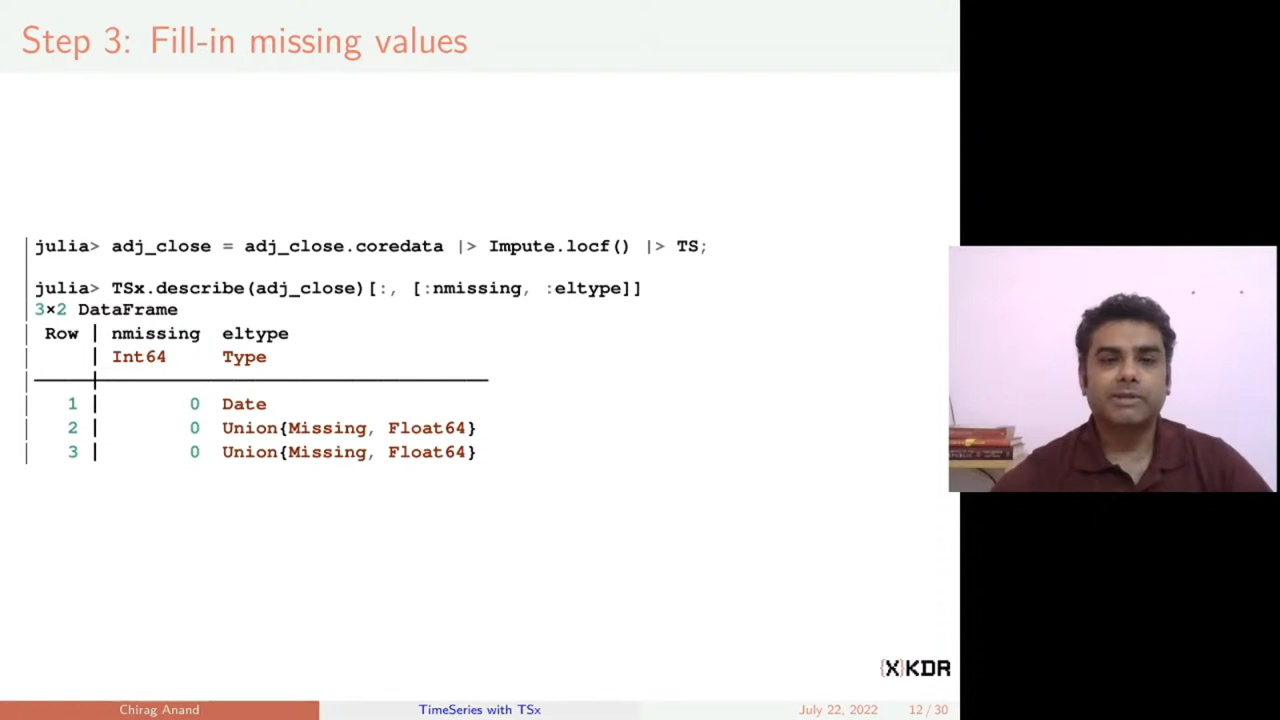 Step 3: Fill-in missing values
julia> adj_close = adj_close.coredata |> Impute.locf() |> TS;
julia> TSx.describe(adj_close)[:, [:nmissing, :eltype]]
3×2 DataFrame
Row │ nmissing eltype
│ Int64 Type
─────┼────────────────────────────────
1 │ 0 Date
2 │ 0 Union{Missing, Float64}
3 │ 0 Union{Missing, Float64}
{X}KDR
Chirag Anand
TimeSeries with TSx
July 22, 2022
12 / 30